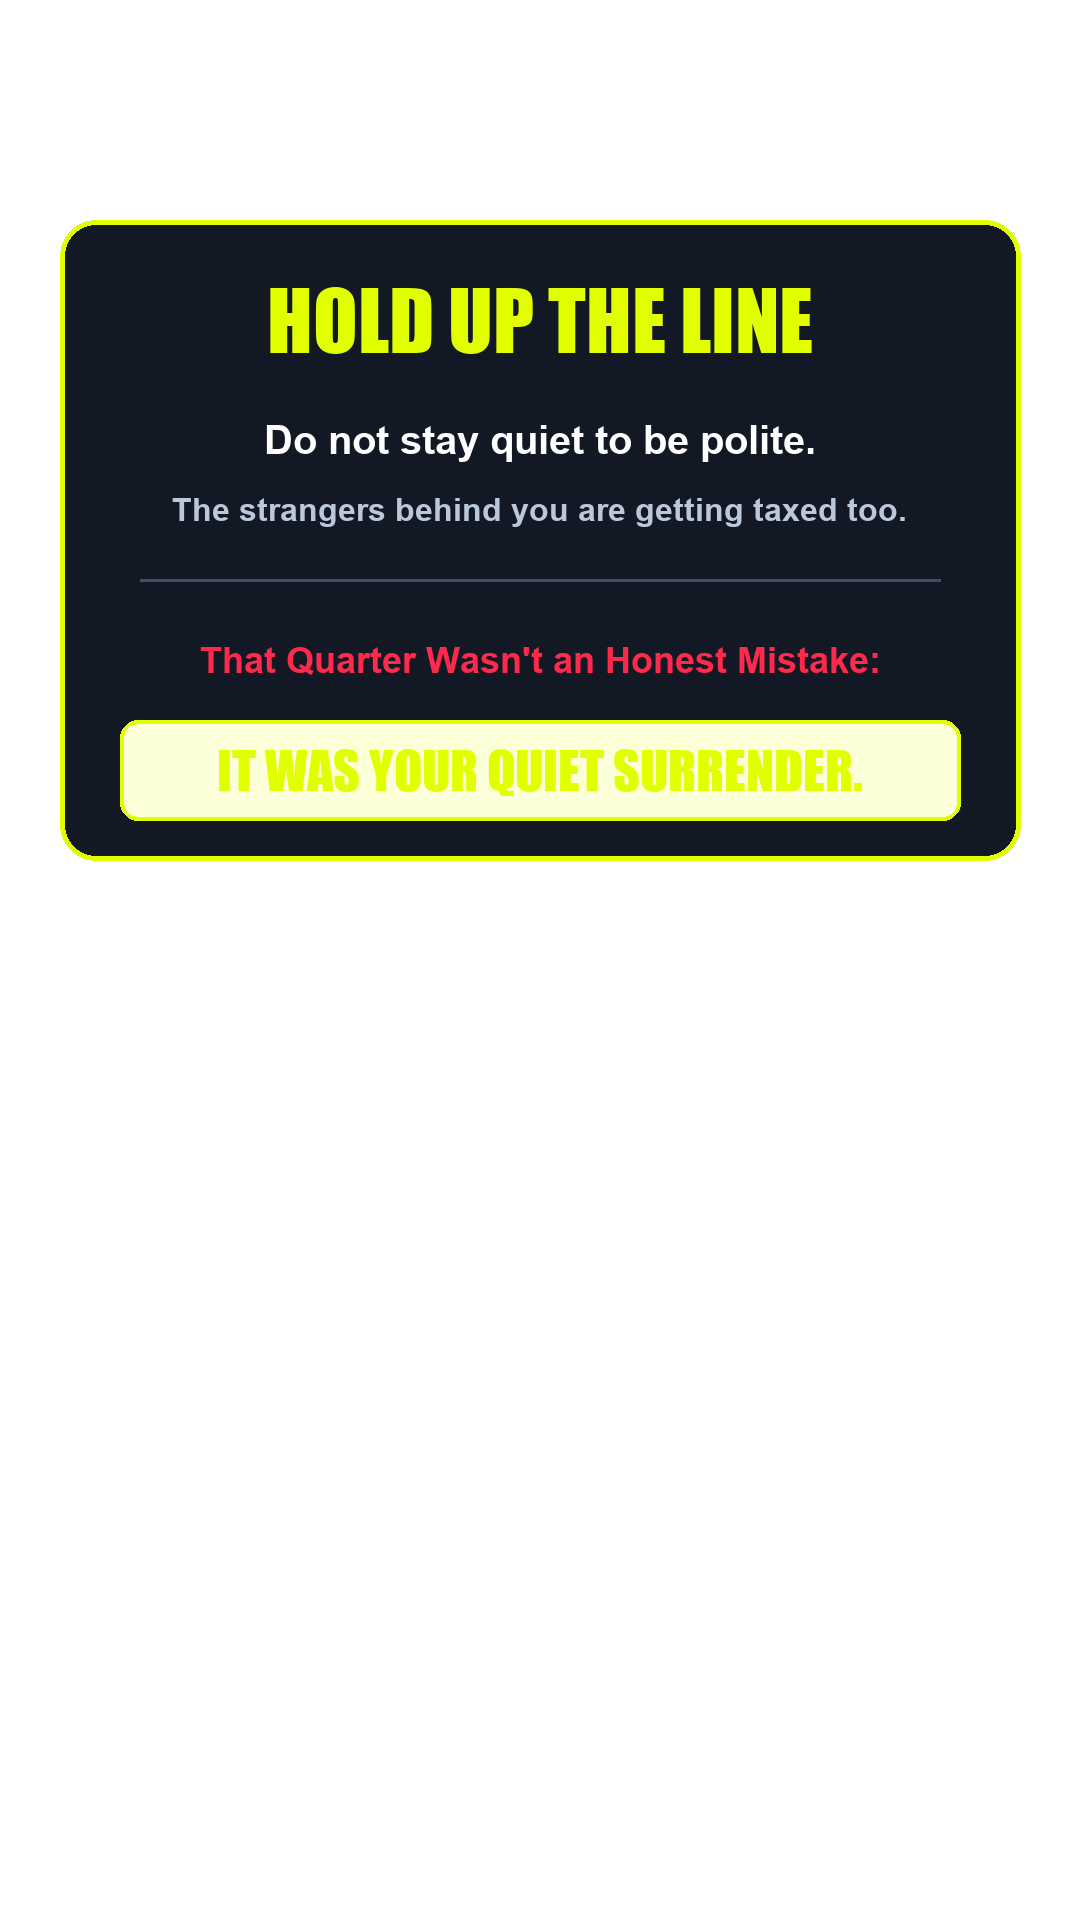 HOLD UP THE LINE
Do not stay quiet to be polite.
The strangers behind you are getting taxed too.
That Quarter Wasn't an Honest Mistake:
IT WAS YOUR QUIET SURRENDER.